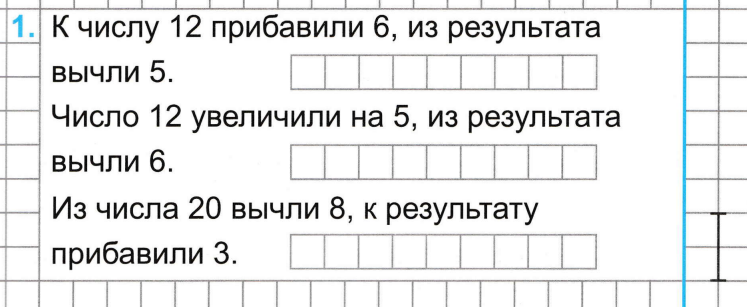 1. К числу 12 прибавили 6, из результата
вычли 5.
Число 12 увеличили на 5, из результата
вычли 6.
Из числа 20 вычли 8, к результату
прибавили 3.